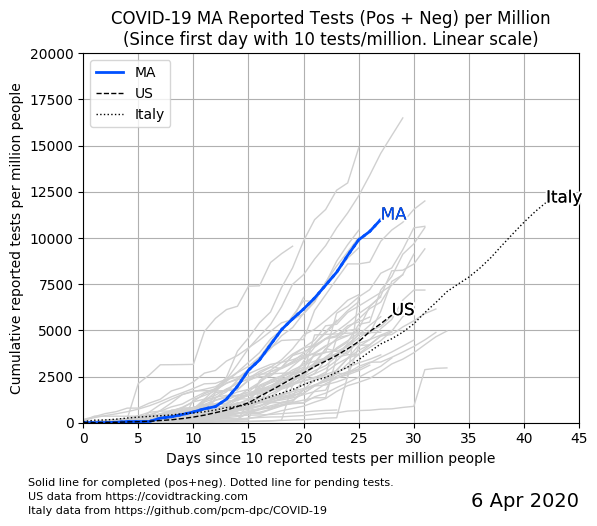 COVID-19 MA Reported Tests (Pos + Neg) per Million
(Since first day with 10 tests/million. Linear scale)
Cumulative reported tests per million people
20000
17500
15000
12500
10000
7500
5000
2500
0
MA
US
Italy
MA
US
Italy
0 5 10 15 20 25 30 35 40 45
Days since 10 reported tests per million people
Solid line for completed (pos+neg). Dotted line for pending tests.
US data from https://covidtracking.com
Italy data from https://github.com/pcm-dpc/COVID-19
6 Apr 2020